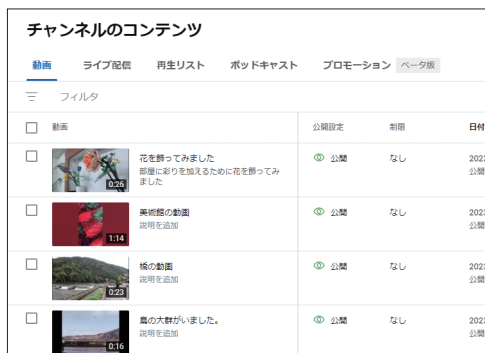 チャンネルのコンテンツ
動画 ライブ配信 再生リスト ポッドキャスト プロモーション ベータ版
フィルタ
動画 公開設定 制限 日付
花を飾ってみました 公開 なし 2023
部屋に彩りを加えるために花を飾ってみ 公開
ました
0:26
美術館の動画 公開 なし 2023
説明を追加 公開
1:14
橋の動画 公開 なし 2023
説明を追加 公開
0:23
鳥の大群がいました。 公開 なし 2023
説明を追加 公開
0:16